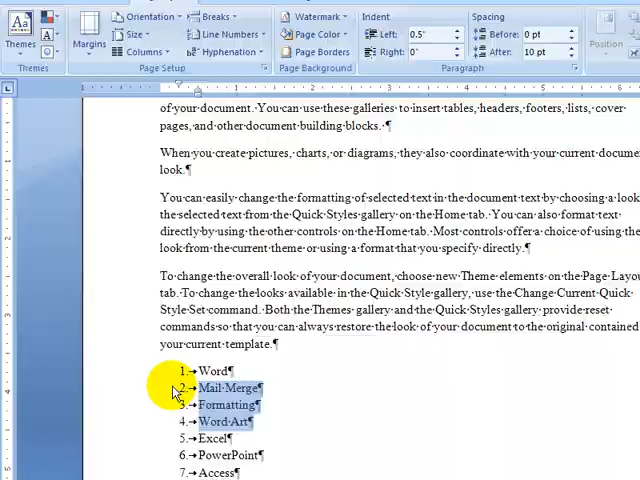 Orientation Breaks Watermark Indent Spacing
Size Line Numbers Page Color Left: 0.5" Before: 0 pt
Themes Margins Columns Hyphenation Page Borders Right: 0" After: 10 pt Position
Themes Page Setup Page Background Paragraph
1 2 3 4 5 6
of your document. You can use these galleries to insert tables, headers, footers, lists, cover
pages, and other document building blocks. ¶
When you create pictures, charts, or diagrams, they also coordinate with your current docume
look.¶
You can easily change the formatting of selected text in the document text by choosing a look
the selected text from the Quick Styles gallery on the Home tab. You can also format text
directly by using the other controls on the Home tab. Most controls offer a choice of using the
look from the current theme or using a format that you specify directly.¶
To change the overall look of your document, choose new Theme elements on the Page Layou
tab. To change the looks available in the Quick Style gallery, use the Change Current Quick
Style Set command. Both the Themes gallery and the Quick Styles gallery provide reset
commands so that you can always restore the look of your document to the original contained
your current template.¶
1.→Word¶
2.→Mail Merge¶
3.→Formatting¶
4.→Word Art¶
5.→Excel¶
6.→PowerPoint¶
7.→Access¶